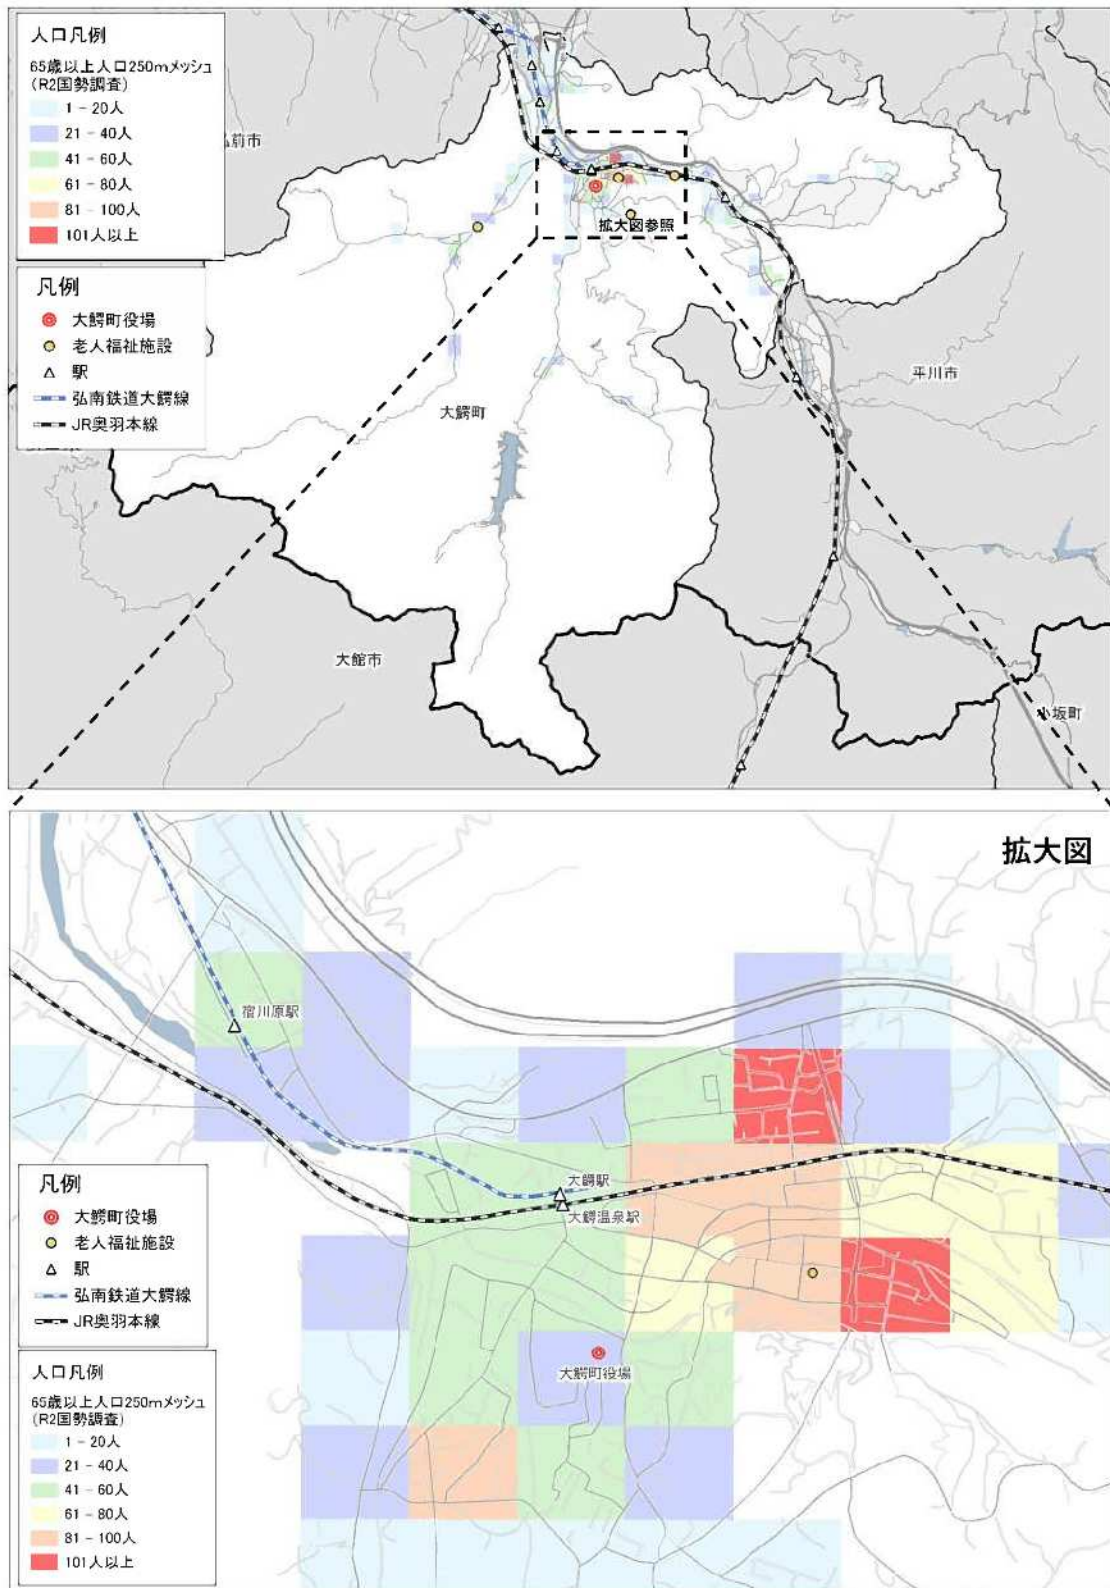 人口凡例
65歳以上人口250mメッシュ
(R2国勢調査)
1 - 20人
21 - 40人
41 - 60人
61 - 80人
81 - 100人
101人以上
凡例
大鰐町役場
老人福祉施設
駅
弘南鉄道大鰐線
JR奥羽本線
前市
拡大図参照
平川市
大鰐町
大館市
小坂町
拡大図
宿川原駅
大鰐駅
大鰐温泉駅
大鰐町役場
凡例
大鰐町役場
老人福祉施設
駅
弘南鉄道大鰐線
JR奥羽本線
人口凡例
65歳以上人口250mメッシュ
(R2国勢調査)
1 - 20人
21 - 40人
41 - 60人
61 - 80人
81 - 100人
101人以上